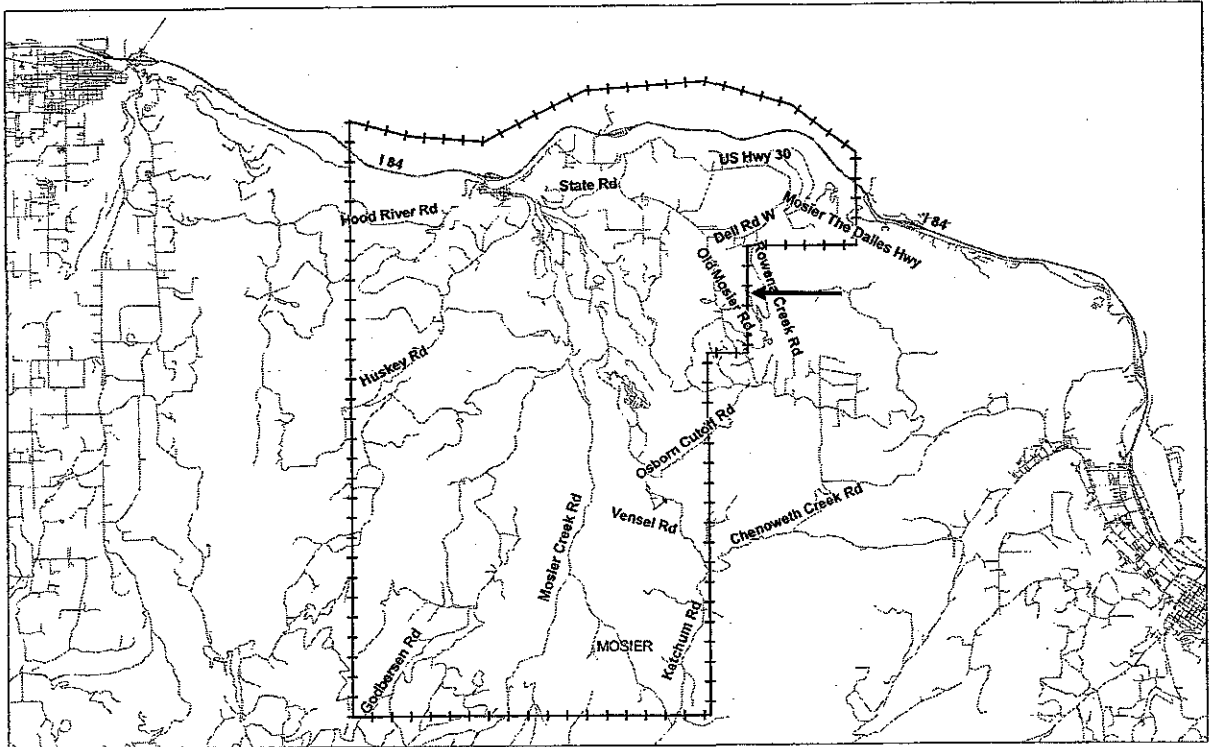 I 84
US Hwy 30
State Rd
Hood River Rd
Mosier The Dalles Hwy
I 84
Dell Rd W
Old Mosier Rd
Rowena Creek Rd
Huskey Rd
Osborn Cutoff Rd
Vensel Rd
Chenoweth Creek Rd
Mosier Creek Rd
MOSIER
Ketchum Rd
Godbersen Rd